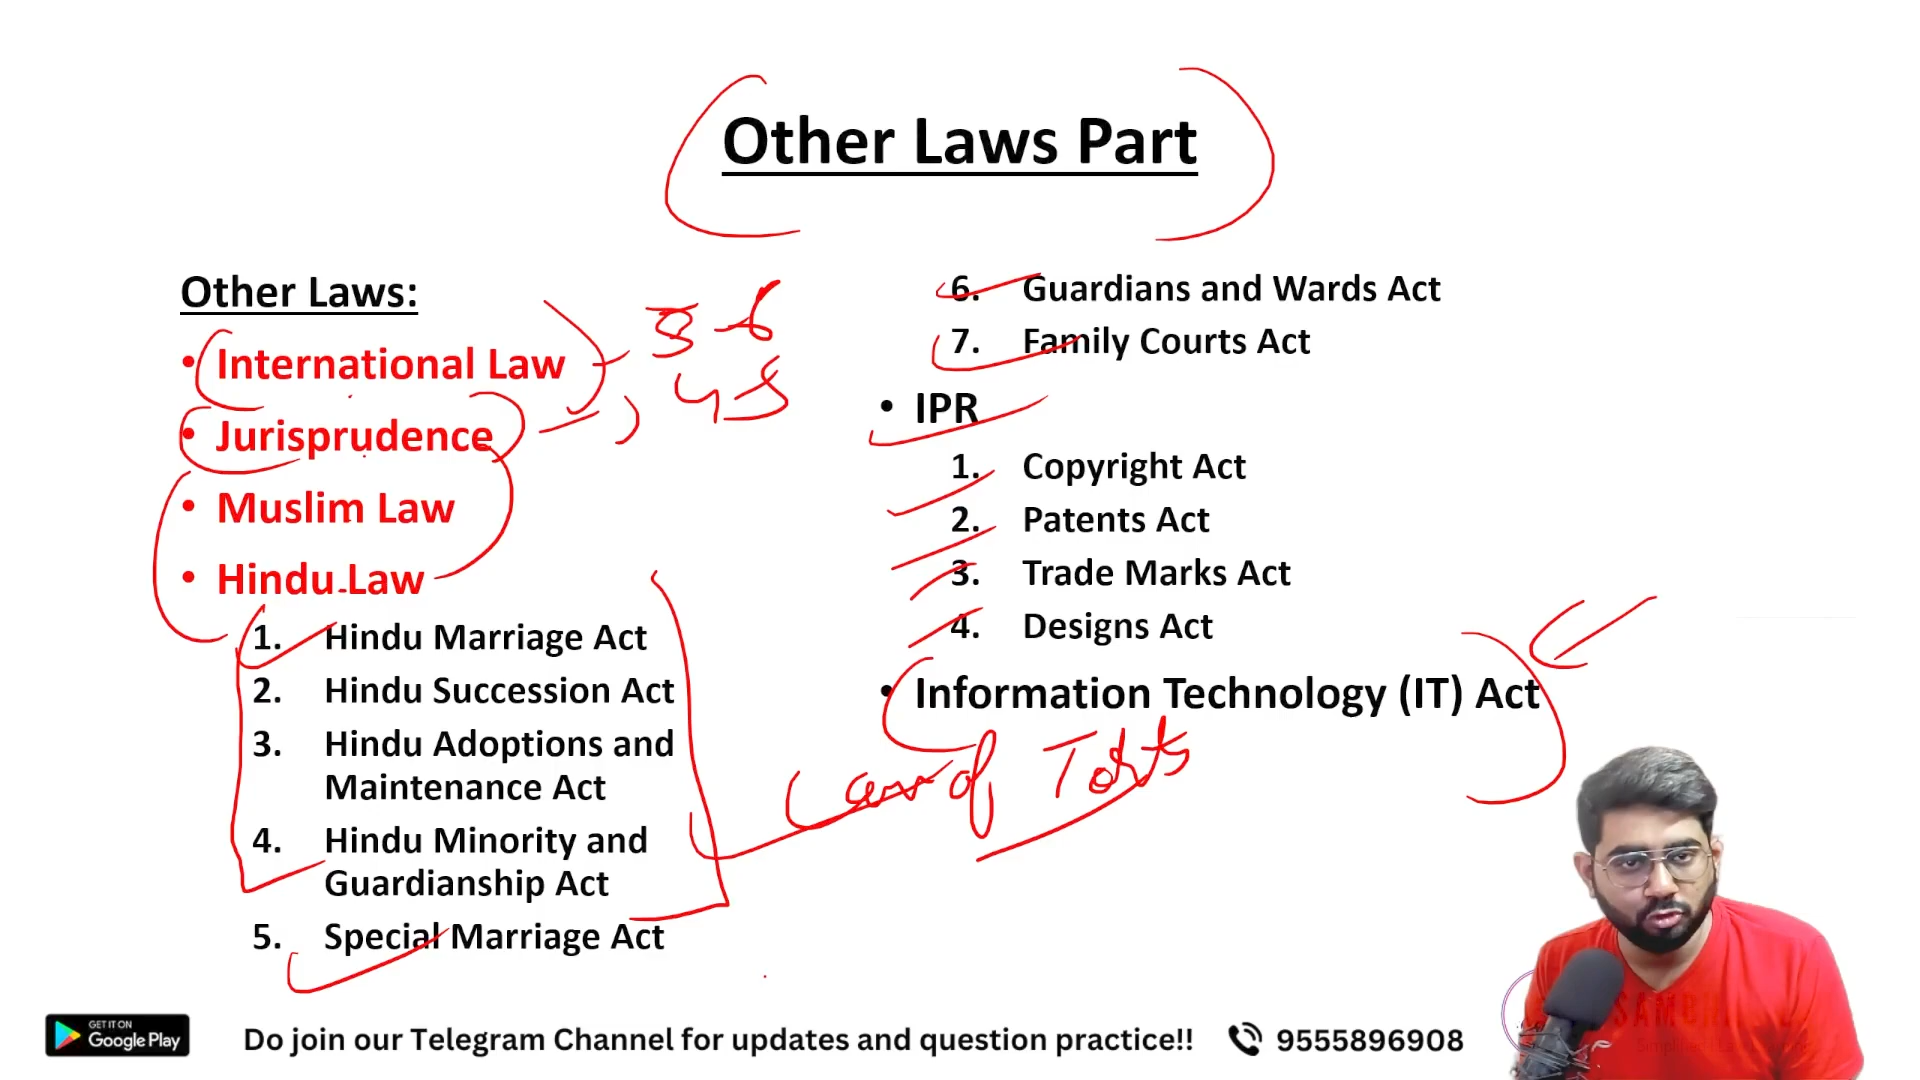 Other Laws Part
Other Laws:
• International Law
• Jurisprudence
• Muslim Law
• Hindu Law
1. Hindu Marriage Act
2. Hindu Succession Act
3. Hindu Adoptions and
Maintenance Act
4. Hindu Minority and
Guardianship Act
5. Special Marriage Act
6. Guardians and Wards Act
7. Family Courts Act
• IPR
1. Copyright Act
2. Patents Act
3. Trade Marks Act
4. Designs Act
• Information Technology (IT) Act
Law of Torts
GET IT ON
Google Play
Do join our Telegram Channel for updates and question practice!!
9555896908